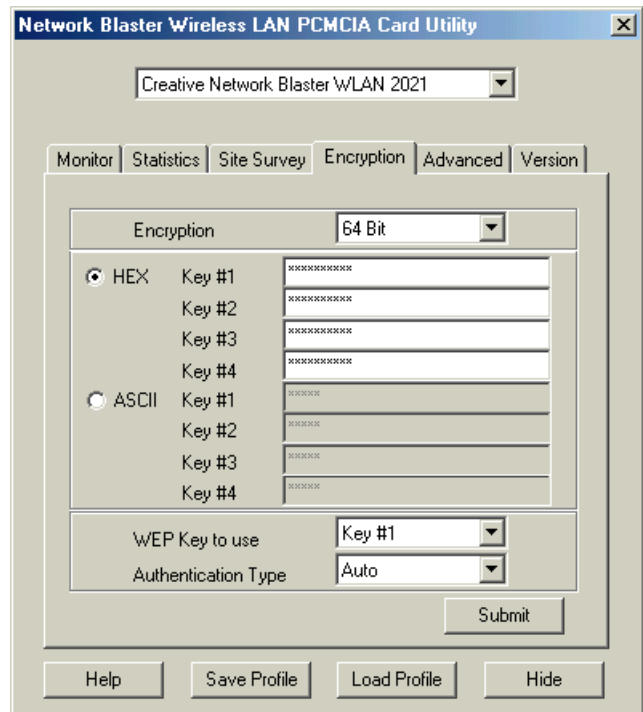 Network Blaster Wireless LAN PCMCIA Card Utility
Creative Network Blaster WLAN 2021
Monitor Statistics Site Survey Encryption Advanced Version
Encryption 64 Bit
HEX Key #1 **********
Key #2 **********
Key #3 **********
Key #4 **********
ASCII Key #1 *****
Key #2 *****
Key #3 *****
Key #4 *****
WEP Key to use Key #1
Authentication Type Auto
Submit
Help Save Profile Load Profile Hide